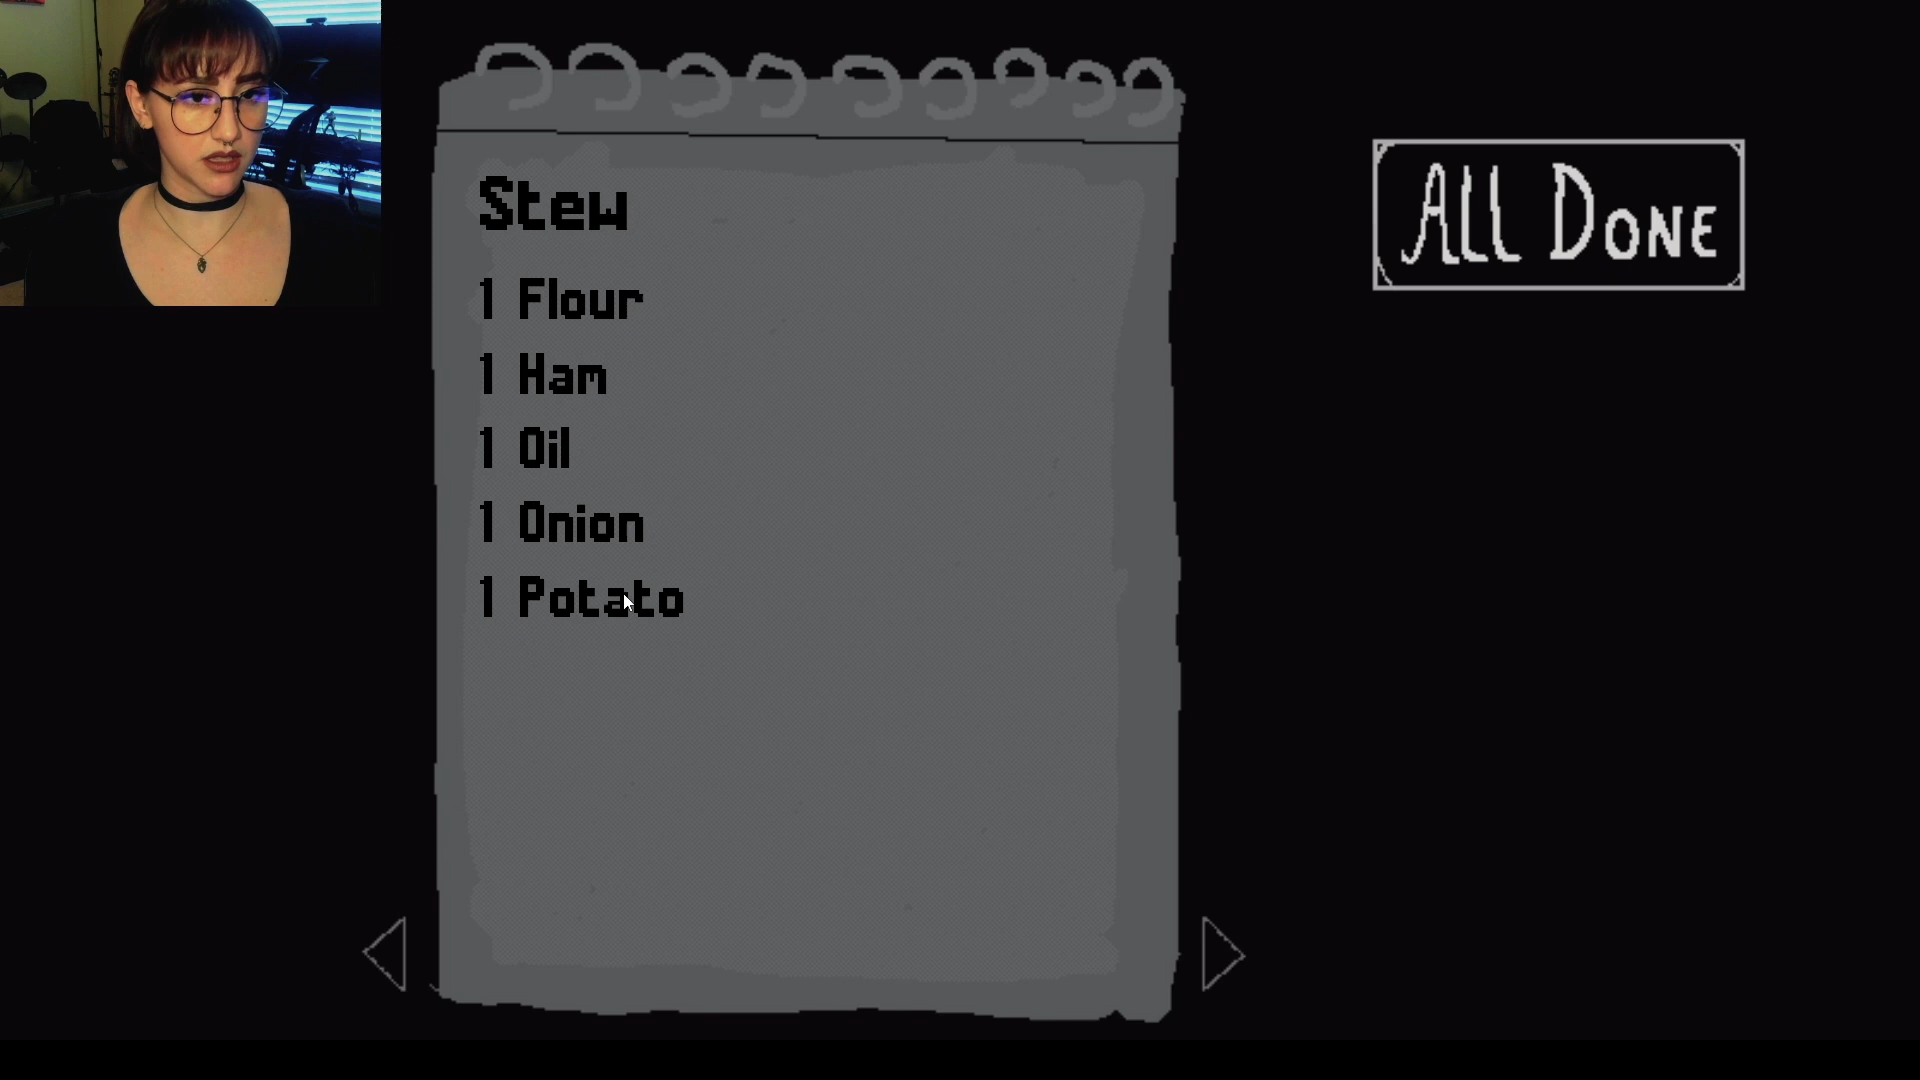 Stew
1 Flour
1 Ham
1 Oil
1 Onion
1 Potato
ALL DONE